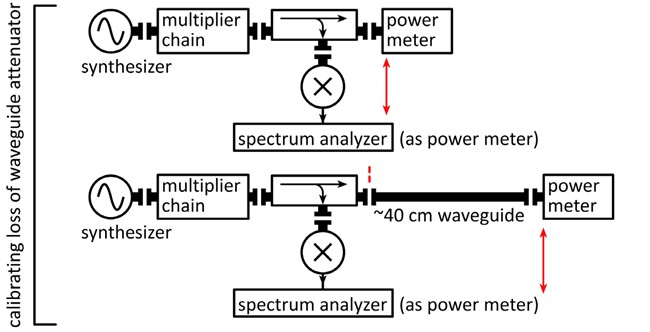 calibrating loss of waveguide attenuator
synthesizer
multiplier
chain
power
meter
spectrum analyzer (as power meter)
synthesizer
multiplier
chain
~40 cm waveguide
power
meter
spectrum analyzer (as power meter)